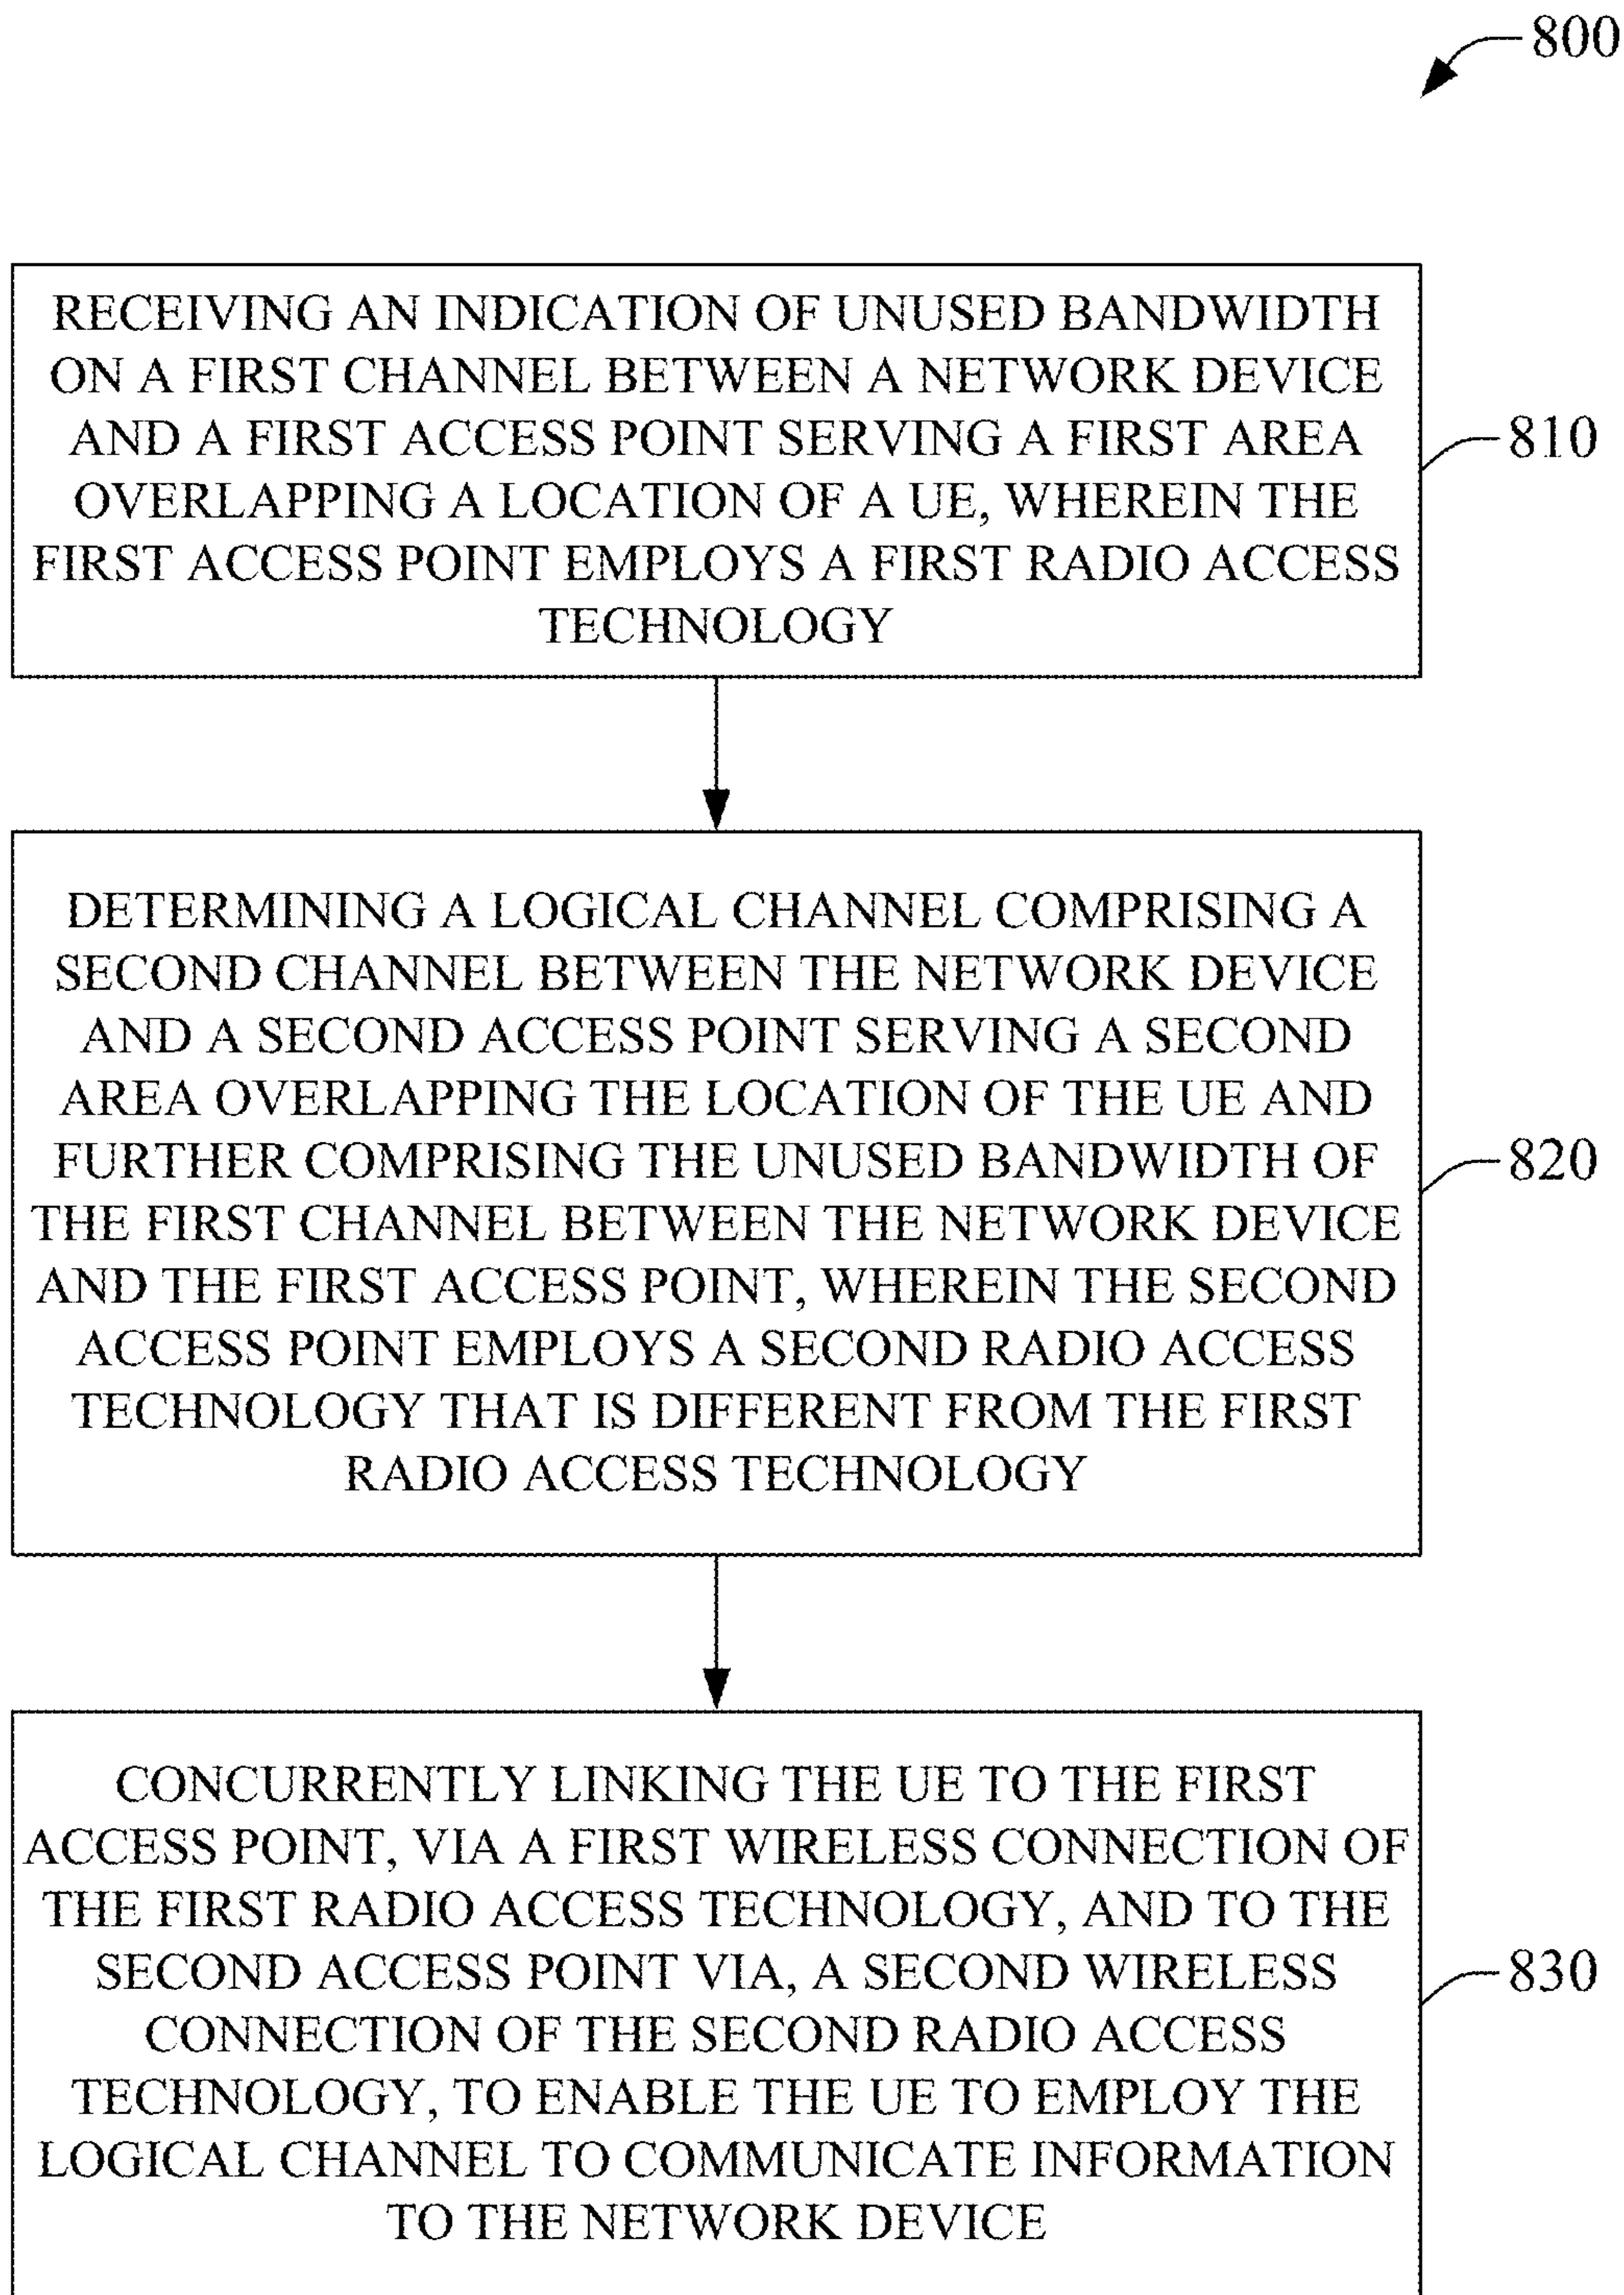 800
RECEIVING AN INDICATION OF UNUSED BANDWIDTH
ON A FIRST CHANNEL BETWEEN A NETWORK DEVICE
AND A FIRST ACCESS POINT SERVING A FIRST AREA
OVERLAPPING A LOCATION OF A UE, WHEREIN THE
FIRST ACCESS POINT EMPLOYS A FIRST RADIO ACCESS
TECHNOLOGY
810
DETERMINING A LOGICAL CHANNEL COMPRISING A
SECOND CHANNEL BETWEEN THE NETWORK DEVICE
AND A SECOND ACCESS POINT SERVING A SECOND
AREA OVERLAPPING THE LOCATION OF THE UE AND
FURTHER COMPRISING THE UNUSED BANDWIDTH OF
THE FIRST CHANNEL BETWEEN THE NETWORK DEVICE
AND THE FIRST ACCESS POINT, WHEREIN THE SECOND
ACCESS POINT EMPLOYS A SECOND RADIO ACCESS
TECHNOLOGY THAT IS DIFFERENT FROM THE FIRST
RADIO ACCESS TECHNOLOGY
820
CONCURRENTLY LINKING THE UE TO THE FIRST
ACCESS POINT, VIA A FIRST WIRELESS CONNECTION OF
THE FIRST RADIO ACCESS TECHNOLOGY, AND TO THE
SECOND ACCESS POINT VIA, A SECOND WIRELESS
CONNECTION OF THE SECOND RADIO ACCESS
TECHNOLOGY, TO ENABLE THE UE TO EMPLOY THE
LOGICAL CHANNEL TO COMMUNICATE INFORMATION
TO THE NETWORK DEVICE
830